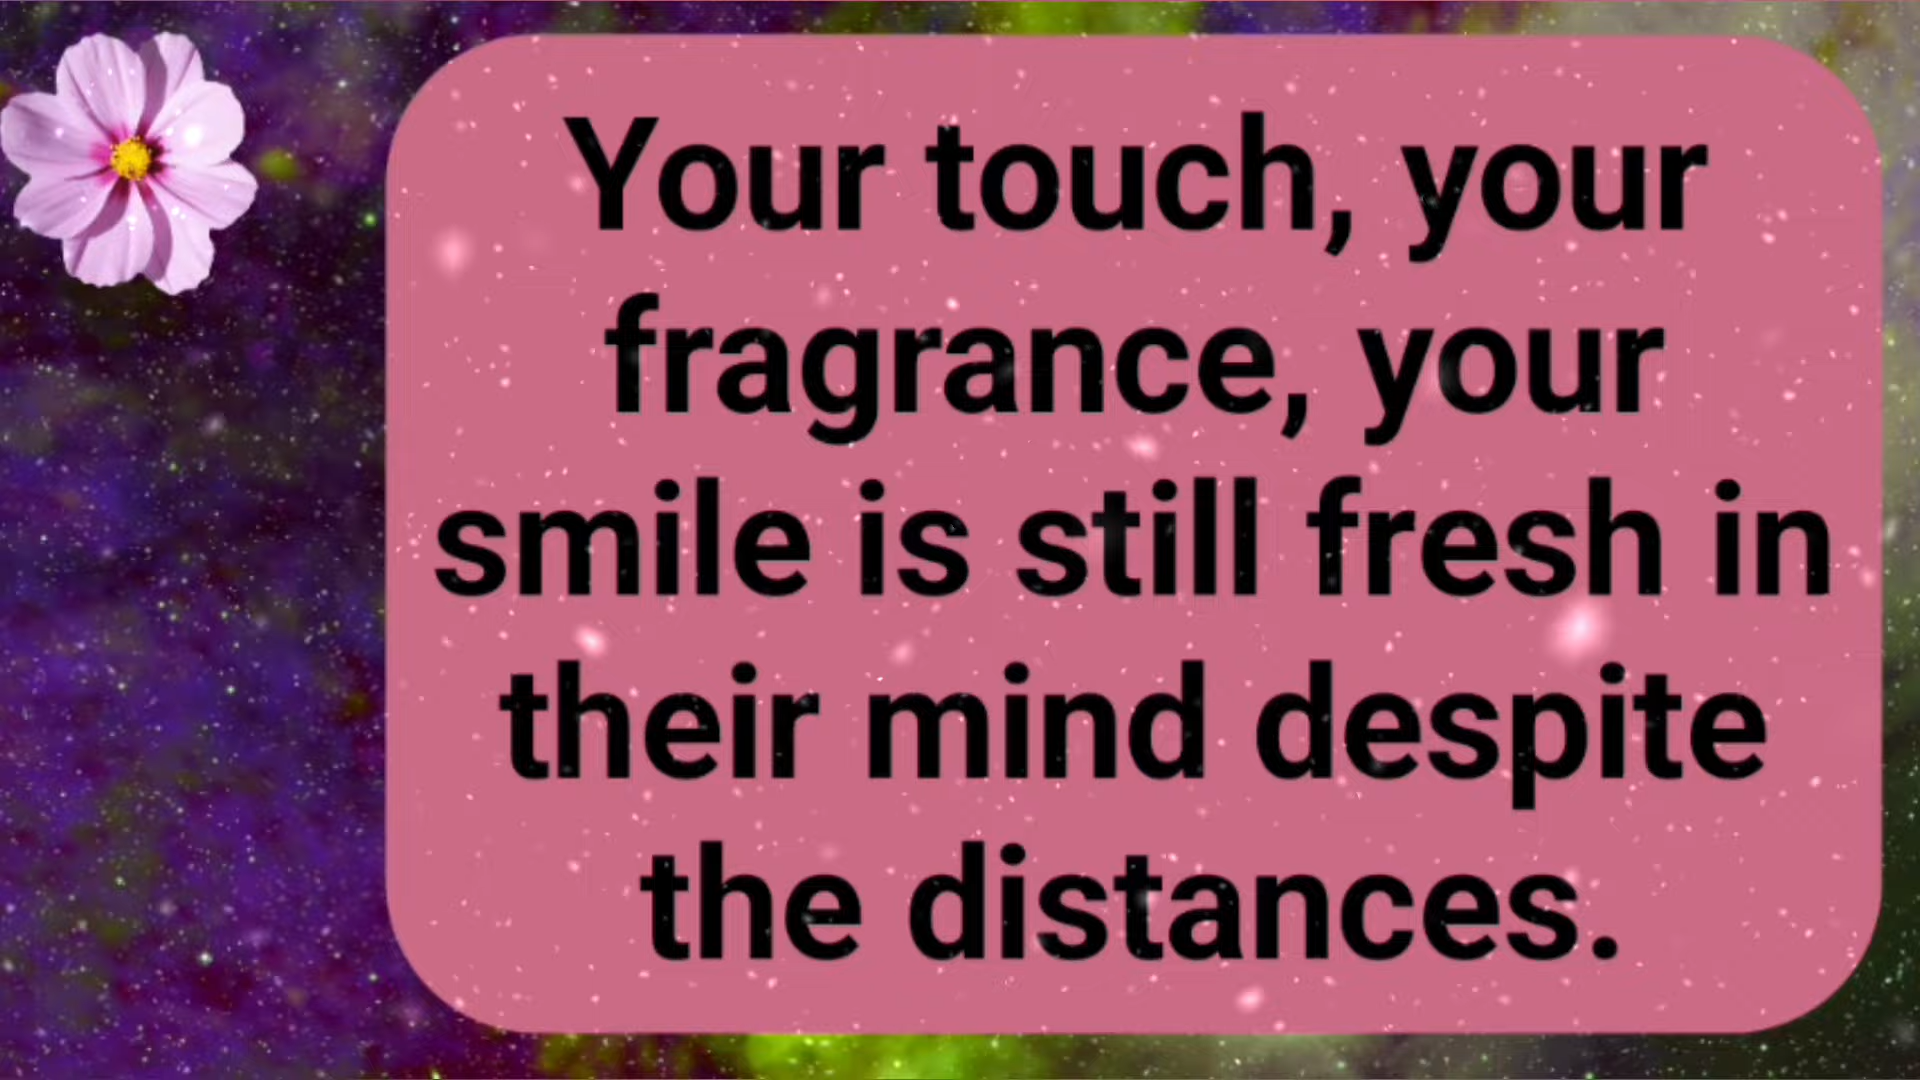 Your touch, your
fragrance, your
smile is still fresh in
their mind despite
the distances.